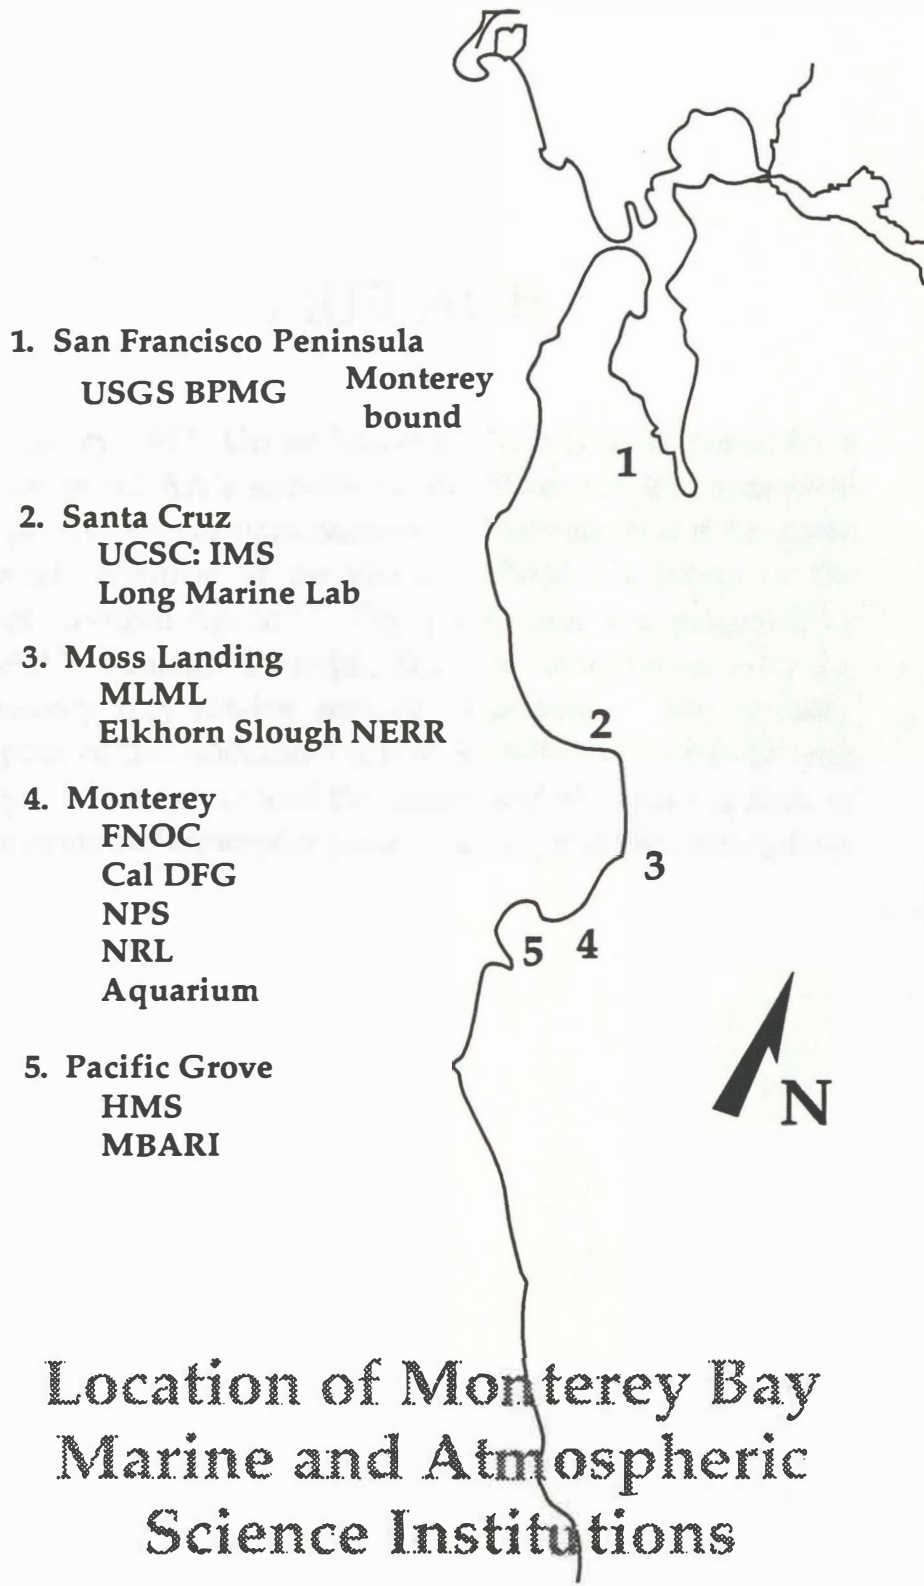 1. San Francisco Peninsula
USGS BPMG
Monterey
bound
2. Santa Cruz
UCSC: IMS
Long Marine Lab
3. Moss Landing
MLML
Elkhorn Slough NERR
4. Monterey
FNOC
Cal DFG
NPS
NRL
Aquarium
5. Pacific Grove
HMS
MBARI
1
2
3
5 4
N
Location of Monterey Bay
Marine and Atmospheric
Science Institutions